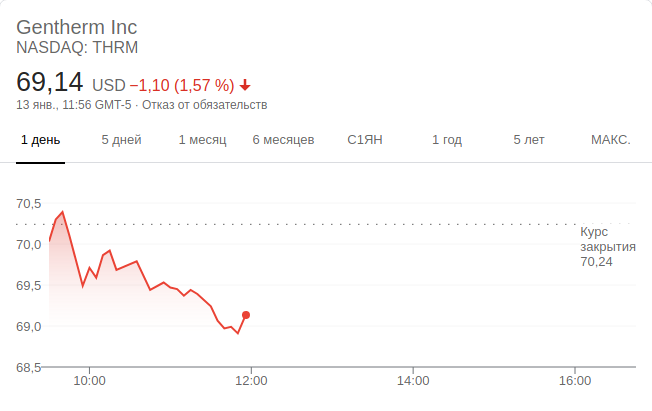 Gentherm Inc
NASDAQ: THRM
69,14 USD −1,10 (1,57 %)
13 янв., 11:56 GMT-5 · Отказ от обязательств
1 день 5 дней 1 месяц 6 месяцев С1ЯН 1 год 5 лет МАКС.
70,5
Курс
закрытия
70,24
70,0
69,5
69,0
68,5
10:00 12:00 14:00 16:00